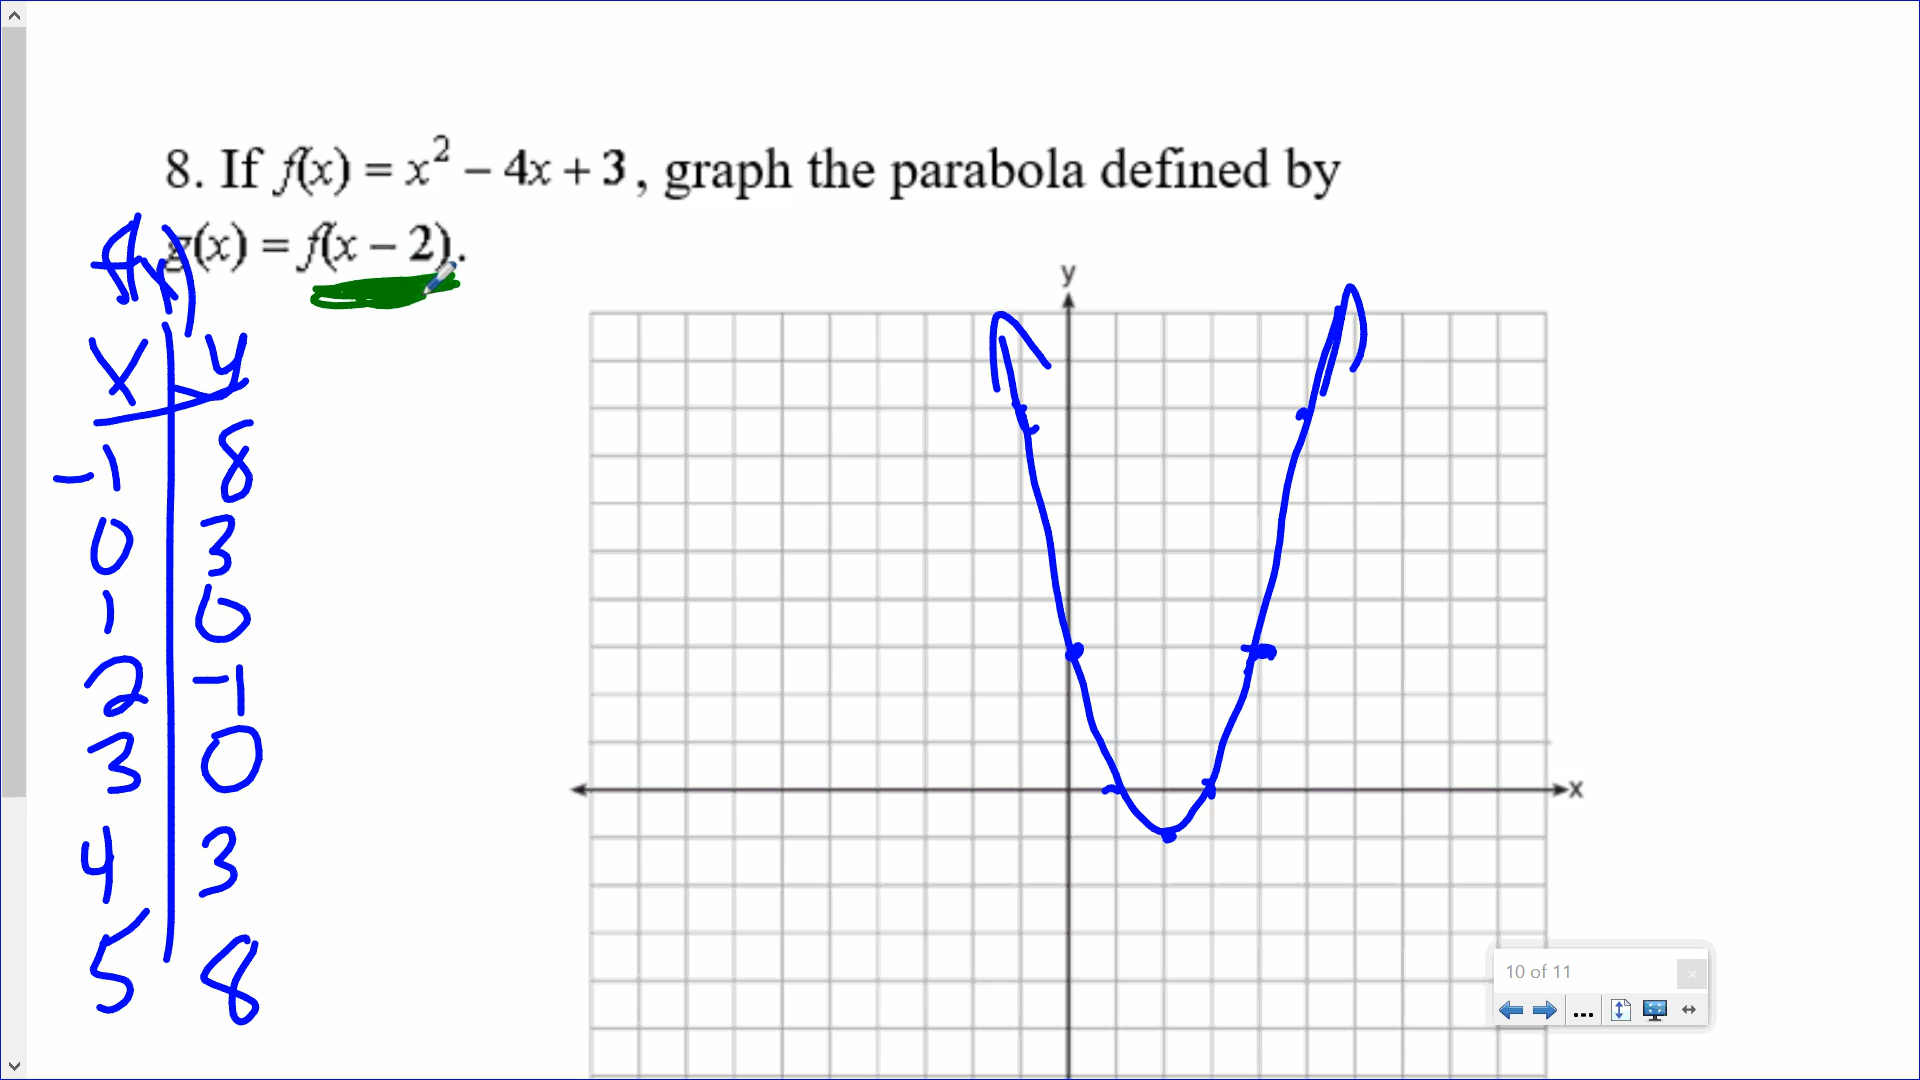 8. If f(x) = x² – 4x + 3, graph the parabola defined by
g(x) = f(x – 2).
f(x)
x y
-1 8
0 3
1 0
2 -1
3 0
4 3
5 8
y
x
10 of 11